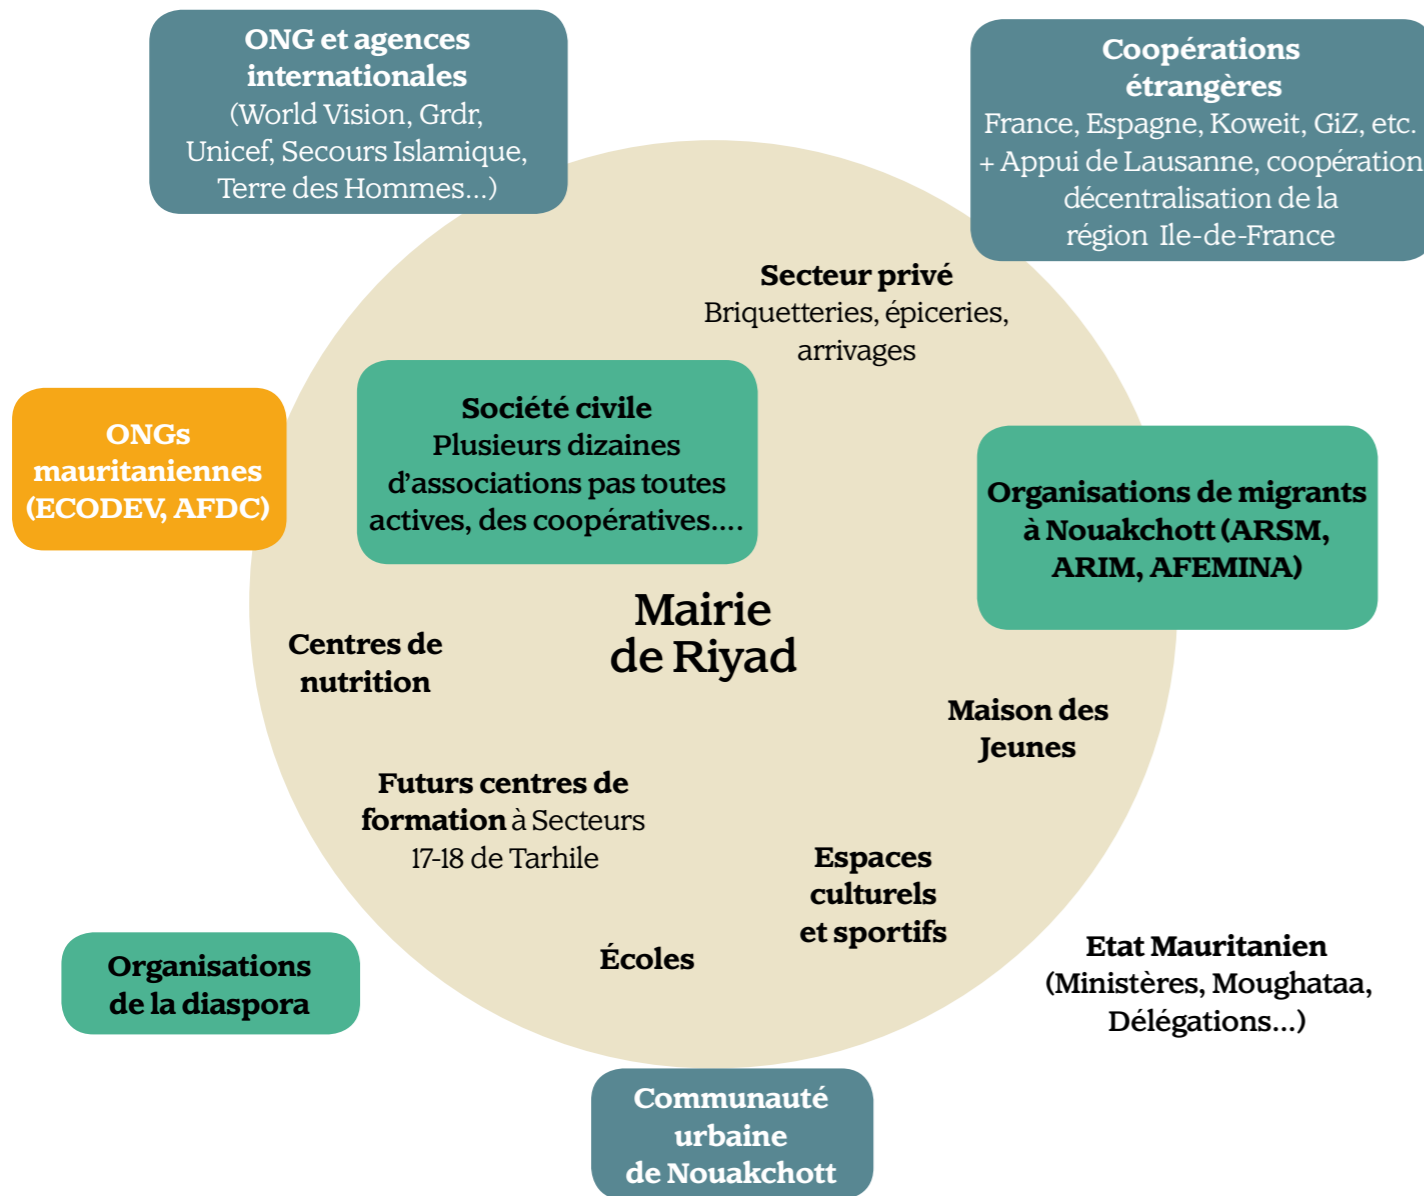 ONG et agences
internationales
(World Vision, Grdr,
Unicef, Secours Islamique,
Terre des Hommes...)
Coopérations
étrangères
France, Espagne, Koweit, GiZ, etc.
+ Appui de Lausanne, coopération
décentralisation de la
région Ile-de-France
Secteur privé
Briquetteries, épiceries,
arrivages
ONGs
mauritaniennes
(ECODEV, AFDC)
Société civile
Plusieurs dizaines
d’associations pas toutes
actives, des coopératives....
Organisations de migrants
à Nouakchott (ARSM,
ARIM, AFEMINA)
Mairie
de Riyad
Centres de
nutrition
Maison des
Jeunes
Futurs centres de
formation à Secteurs
17-18 de Tarhile
Espaces
culturels
et sportifs
Écoles
Organisations
de la diaspora
Etat Mauritanien
(Ministères, Moughataa,
Délégations...)
Communauté
urbaine
de Nouakchott